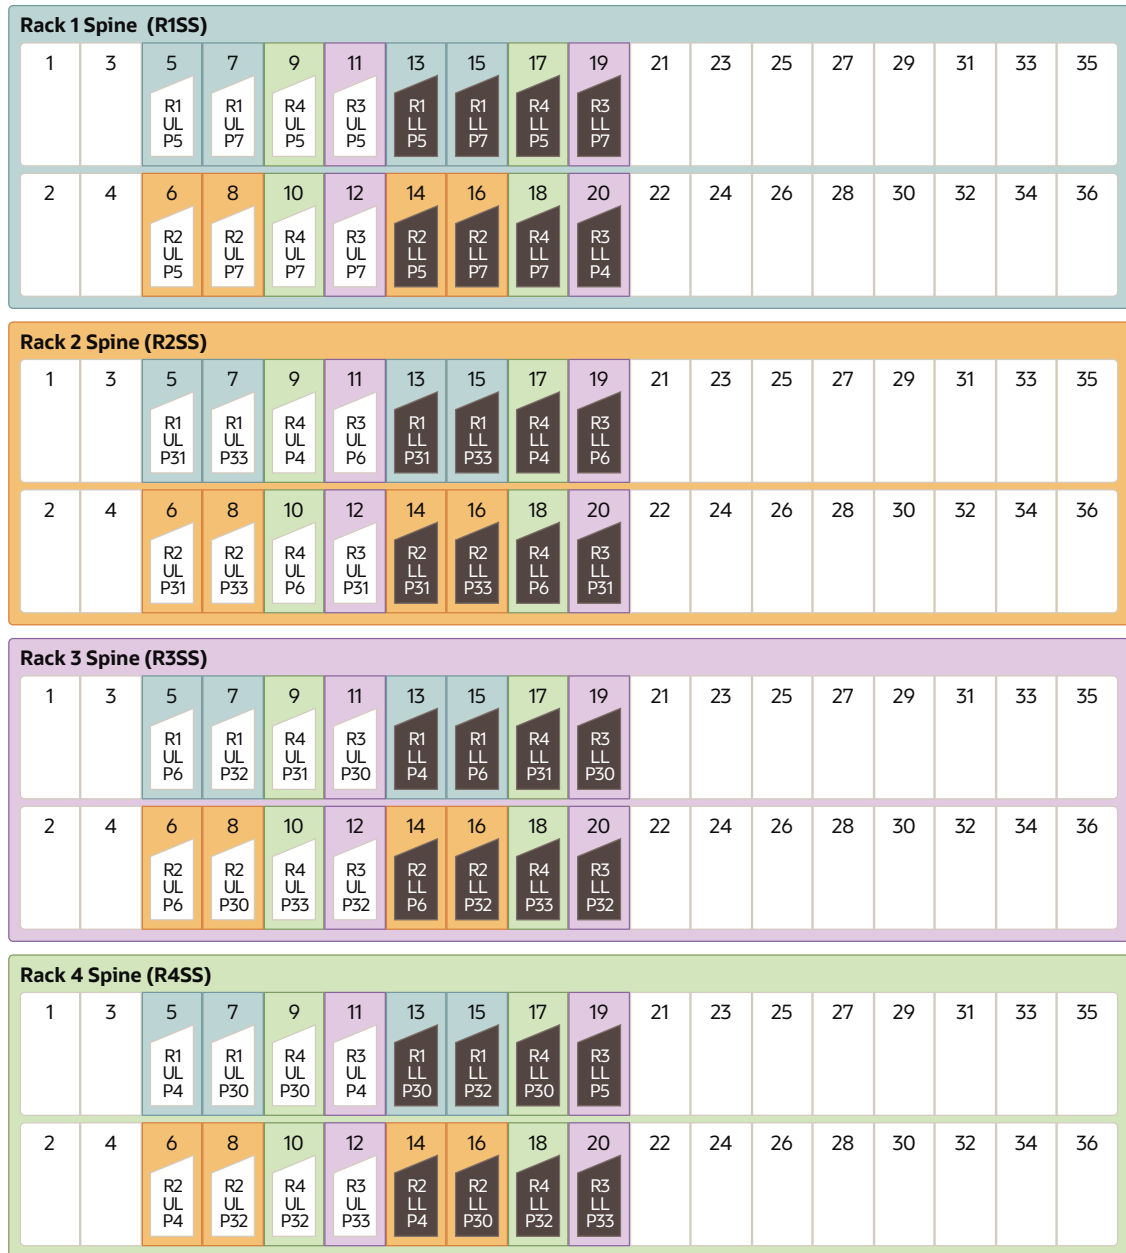 Rack 1 Spine (R1SS)
1 3 5 7 9 11 13 15 17 19 21 23 25 27 29 31 33 35
R1 R1 R4 R3 R1 R1 R4 R3
UL UL UL UL LL LL LL LL
P5 P7 P5 P5 P5 P7 P5 P7
2 4 6 8 10 12 14 16 18 20 22 24 26 28 30 32 34 36
R2 R2 R4 R3 R2 R2 R4 R3
UL UL UL UL LL LL LL LL
P5 P7 P7 P7 P5 P7 P7 P4
Rack 2 Spine (R2SS)
1 3 5 7 9 11 13 15 17 19 21 23 25 27 29 31 33 35
R1 R1 R4 R3 R1 R1 R4 R3
UL UL UL UL LL LL LL LL
P31 P33 P4 P6 P31 P33 P4 P6
2 4 6 8 10 12 14 16 18 20 22 24 26 28 30 32 34 36
R2 R2 R4 R3 R2 R2 R4 R3
UL UL UL UL LL LL LL LL
P31 P33 P6 P31 P31 P33 P6 P31
Rack 3 Spine (R3SS)
1 3 5 7 9 11 13 15 17 19 21 23 25 27 29 31 33 35
R1 R1 R4 R3 R1 R1 R4 R3
UL UL UL UL LL LL LL LL
P6 P32 P31 P30 P4 P6 P31 P30
2 4 6 8 10 12 14 16 18 20 22 24 26 28 30 32 34 36
R2 R2 R4 R3 R2 R2 R4 R3
UL UL UL UL LL LL LL LL
P6 P30 P33 P32 P6 P32 P33 P32
Rack 4 Spine (R4SS)
1 3 5 7 9 11 13 15 17 19 21 23 25 27 29 31 33 35
R1 R1 R4 R3 R1 R1 R4 R3
UL UL UL UL LL LL LL LL
P4 P30 P30 P4 P30 P32 P30 P5
2 4 6 8 10 12 14 16 18 20 22 24 26 28 30 32 34 36
R2 R2 R4 R3 R2 R2 R4 R3
UL UL UL UL LL LL LL LL
P4 P32 P32 P33 P4 P30 P32 P33